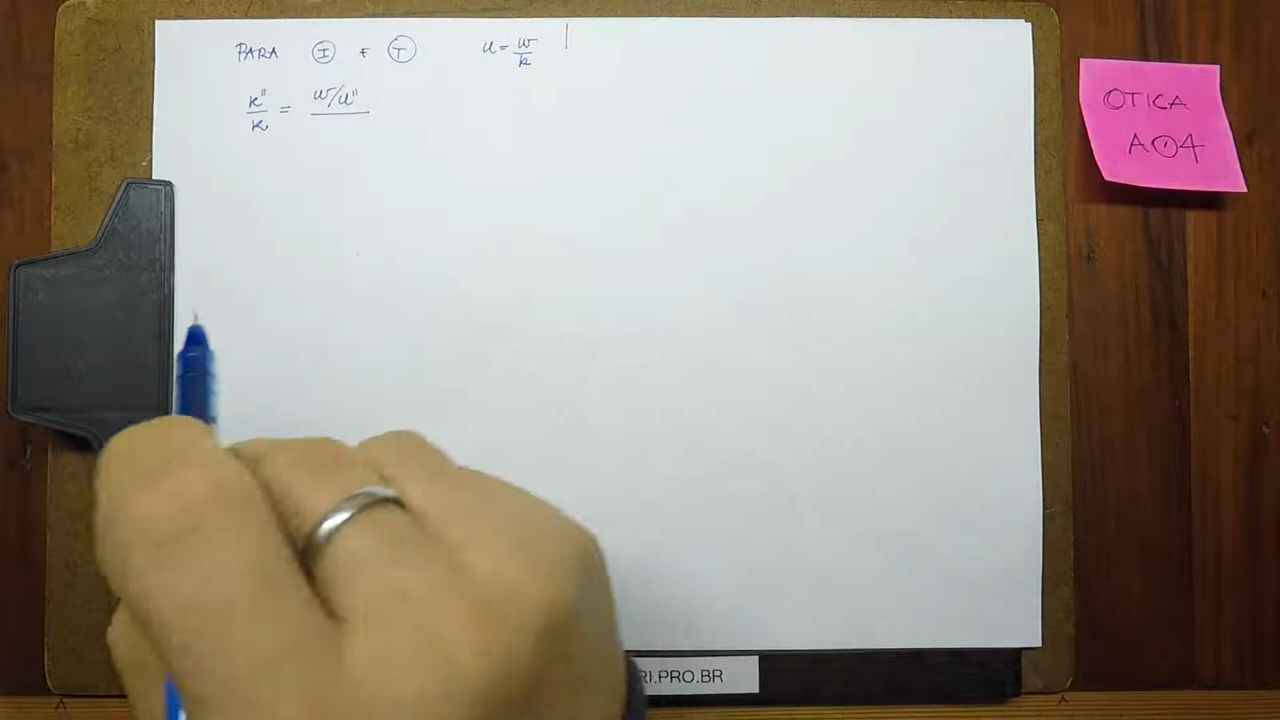 PARA Ⓘ E Ⓣ u = w/k |
k''/k = w/u''
OTICA
A04
RI.PRO.BR